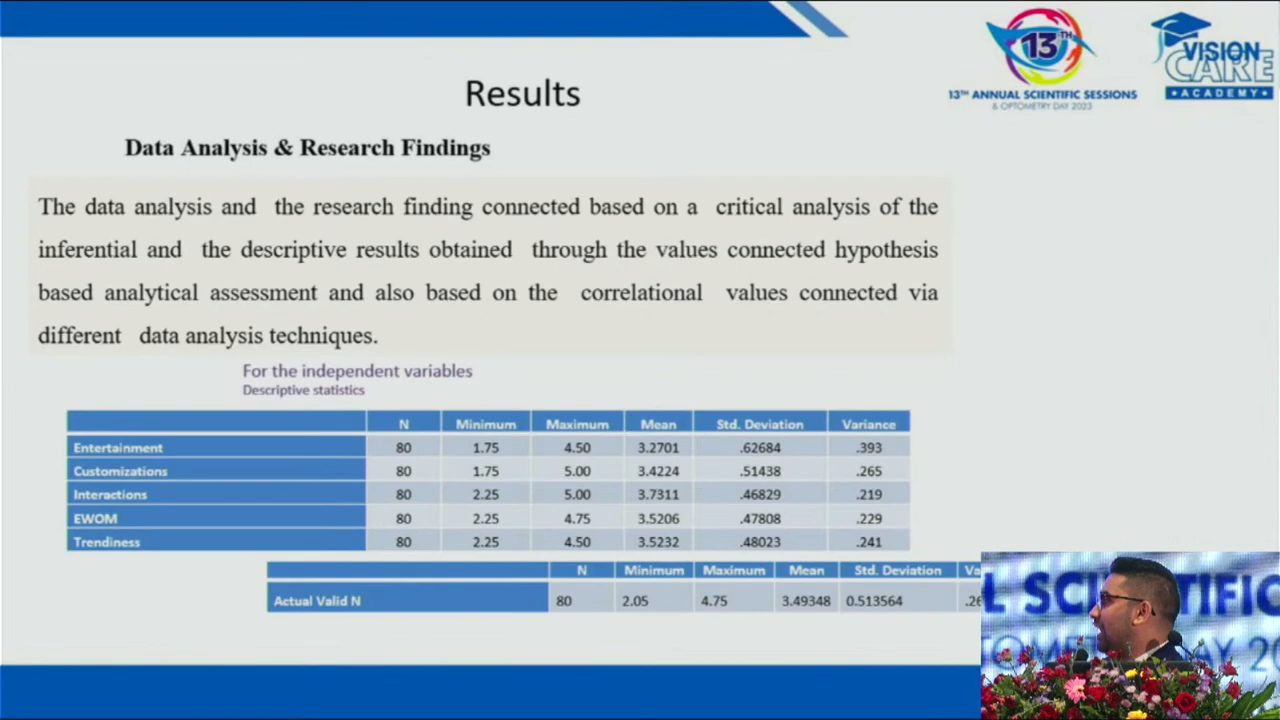 13TH
13TH ANNUAL SCIENTIFIC SESSIONS
& OPTOMETRY DAY 2023
VISION
CARE
ACADEMY
Results
Data Analysis & Research Findings
The data analysis and the research finding connected based on a critical analysis of the
inferential and the descriptive results obtained through the values connected hypothesis
based analytical assessment and also based on the correlational values connected via
different data analysis techniques.
For the independent variables
Descriptive statistics
N Minimum Maximum Mean Std. Deviation Variance
Entertainment 80 1.75 4.50 3.2701 .62684 .393
Customizations 80 1.75 5.00 3.4224 .51438 .265
Interactions 80 2.25 5.00 3.7311 .46829 .219
EWOM 80 2.25 4.75 3.5206 .47808 .229
Trendiness 80 2.25 4.50 3.5232 .48023 .241
N Minimum Maximum Mean Std. Deviation Va
Actual Valid N 80 2.05 4.75 3.49348 0.513564 .26
L SCIENTIFIC
OPTOMETRY DAY 20